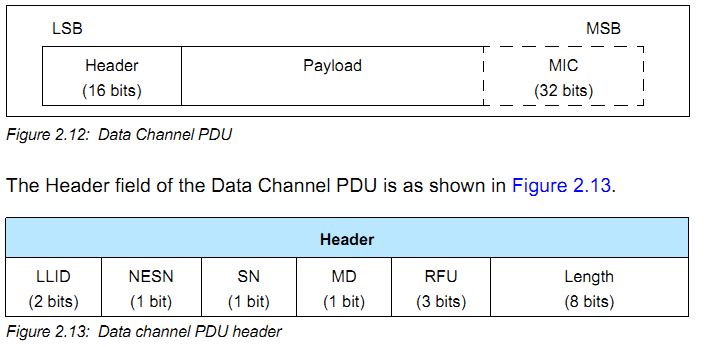 LSB MSB
Header Payload MIC
(16 bits) (32 bits)
Figure 2.12: Data Channel PDU
The Header field of the Data Channel PDU is as shown in Figure 2.13.
Header
LLID NESN SN MD RFU Length
(2 bits) (1 bit) (1 bit) (1 bit) (3 bits) (8 bits)
Figure 2.13: Data channel PDU header